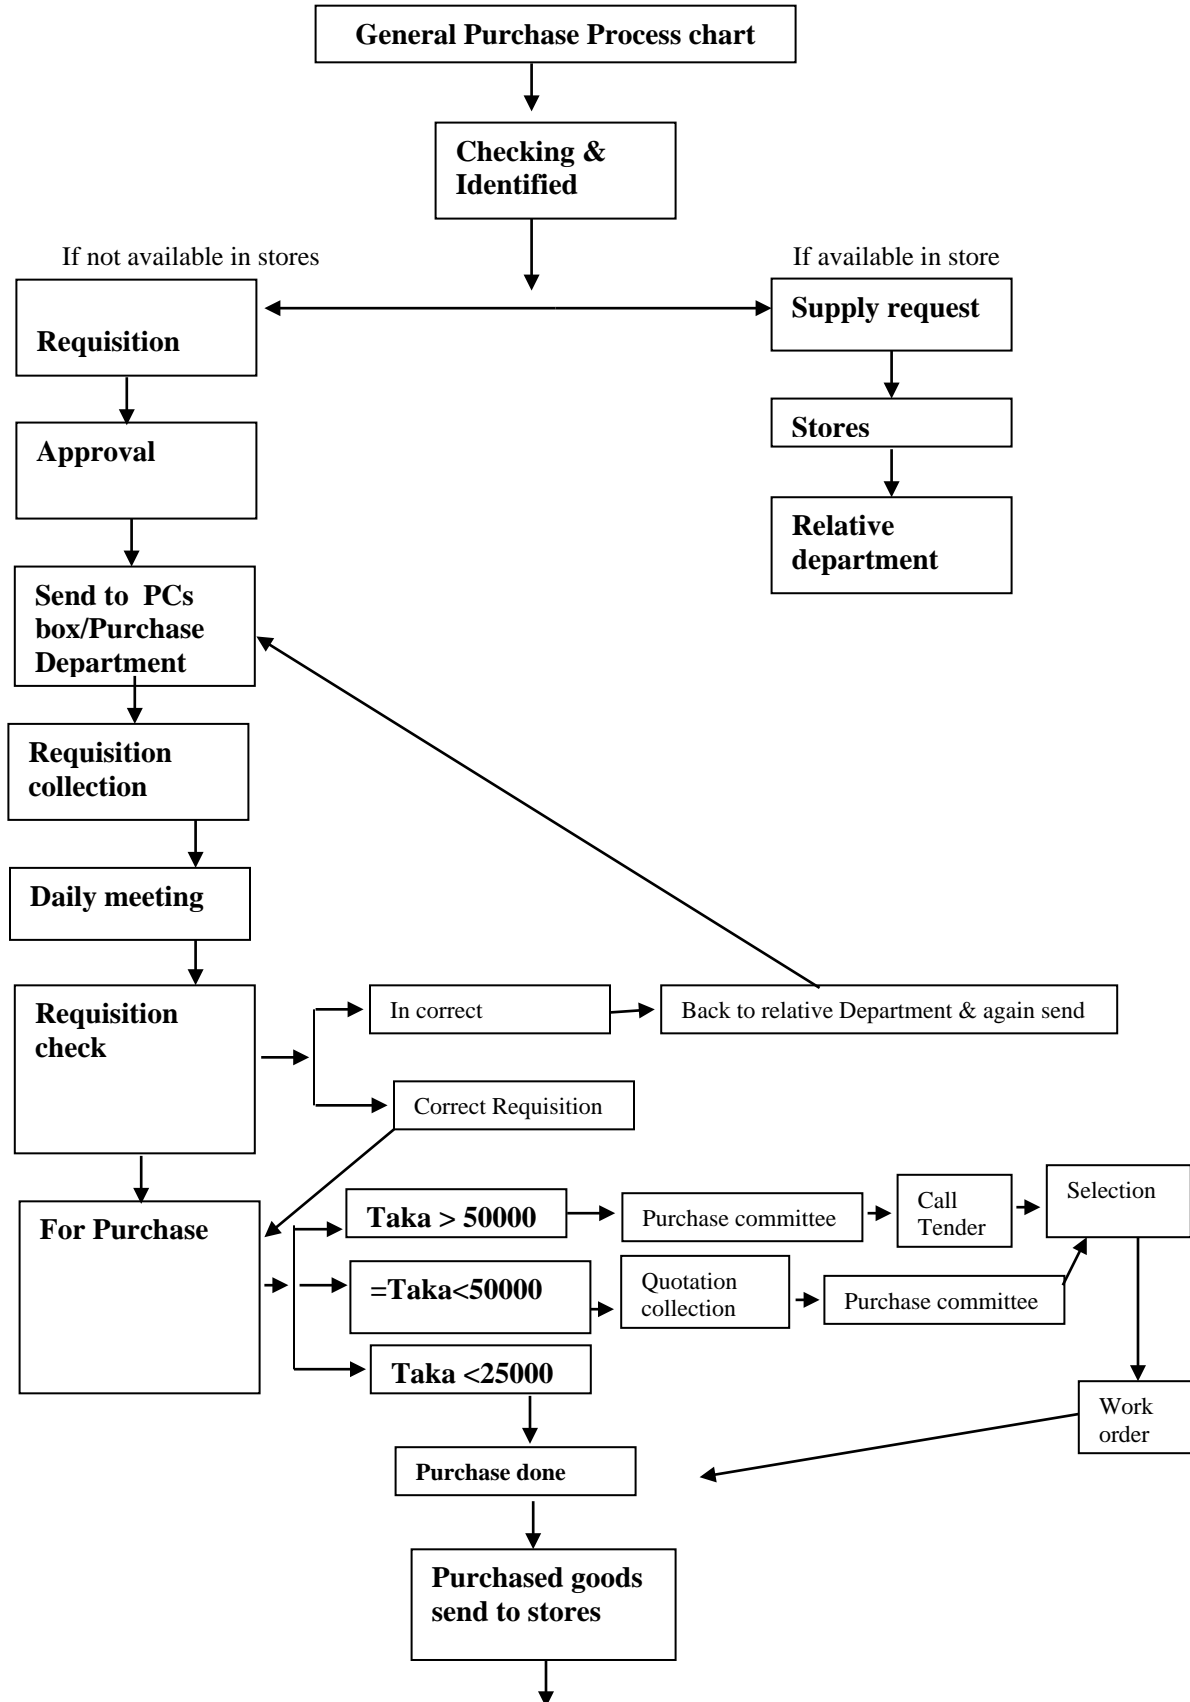 General Purchase Process chart
Checking &
Identified
If not available in stores
If available in store
Requisition
Supply request
Approval
Stores
Relative
department
Send to PCs
box/Purchase
Department
Requisition
collection
Daily meeting
Requisition
check
In correct
Back to relative Department & again send
Correct Requisition
For Purchase
Taka > 50000
Purchase committee
Call
Tender
Selection
=Taka<50000
Quotation
collection
Purchase committee
Taka <25000
Work
order
Purchase done
Purchased goods
send to stores